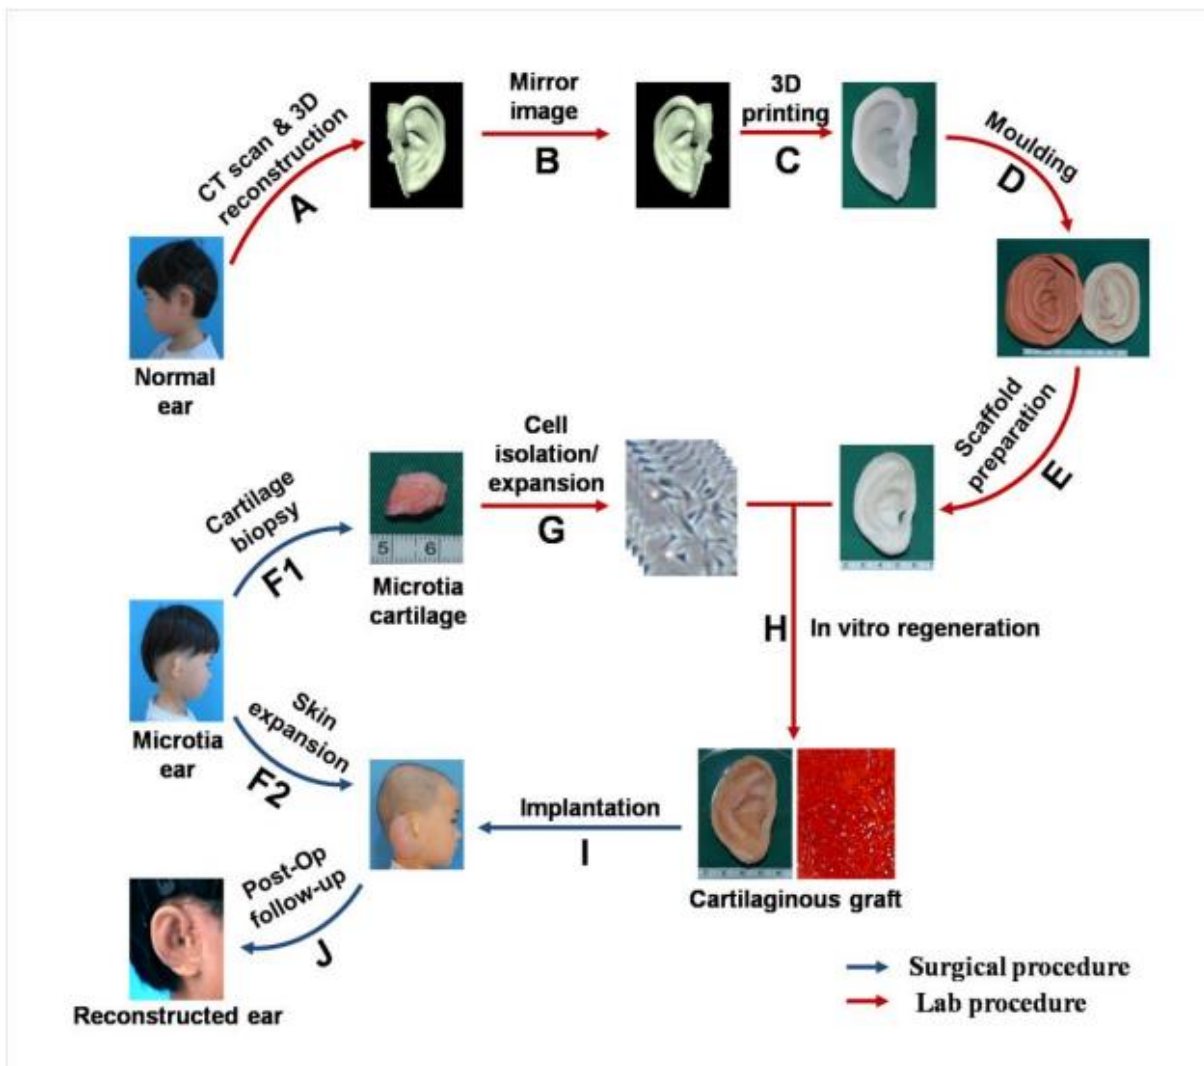 CT scan & 3D
reconstruction
A
Mirror
image
B
3D
printing
C
Moulding
D
Normal
ear
Scaffold
preparation
E
Cartilage
biopsy
F1
5 6
Microtia
cartilage
Cell
isolation/
expansion
G
H
In vitro regeneration
Microtia
ear
Skin
expansion
F2
Implantation
I
Cartilaginous graft
Post-Op
follow-up
J
Reconstructed ear
Surgical procedure
Lab procedure